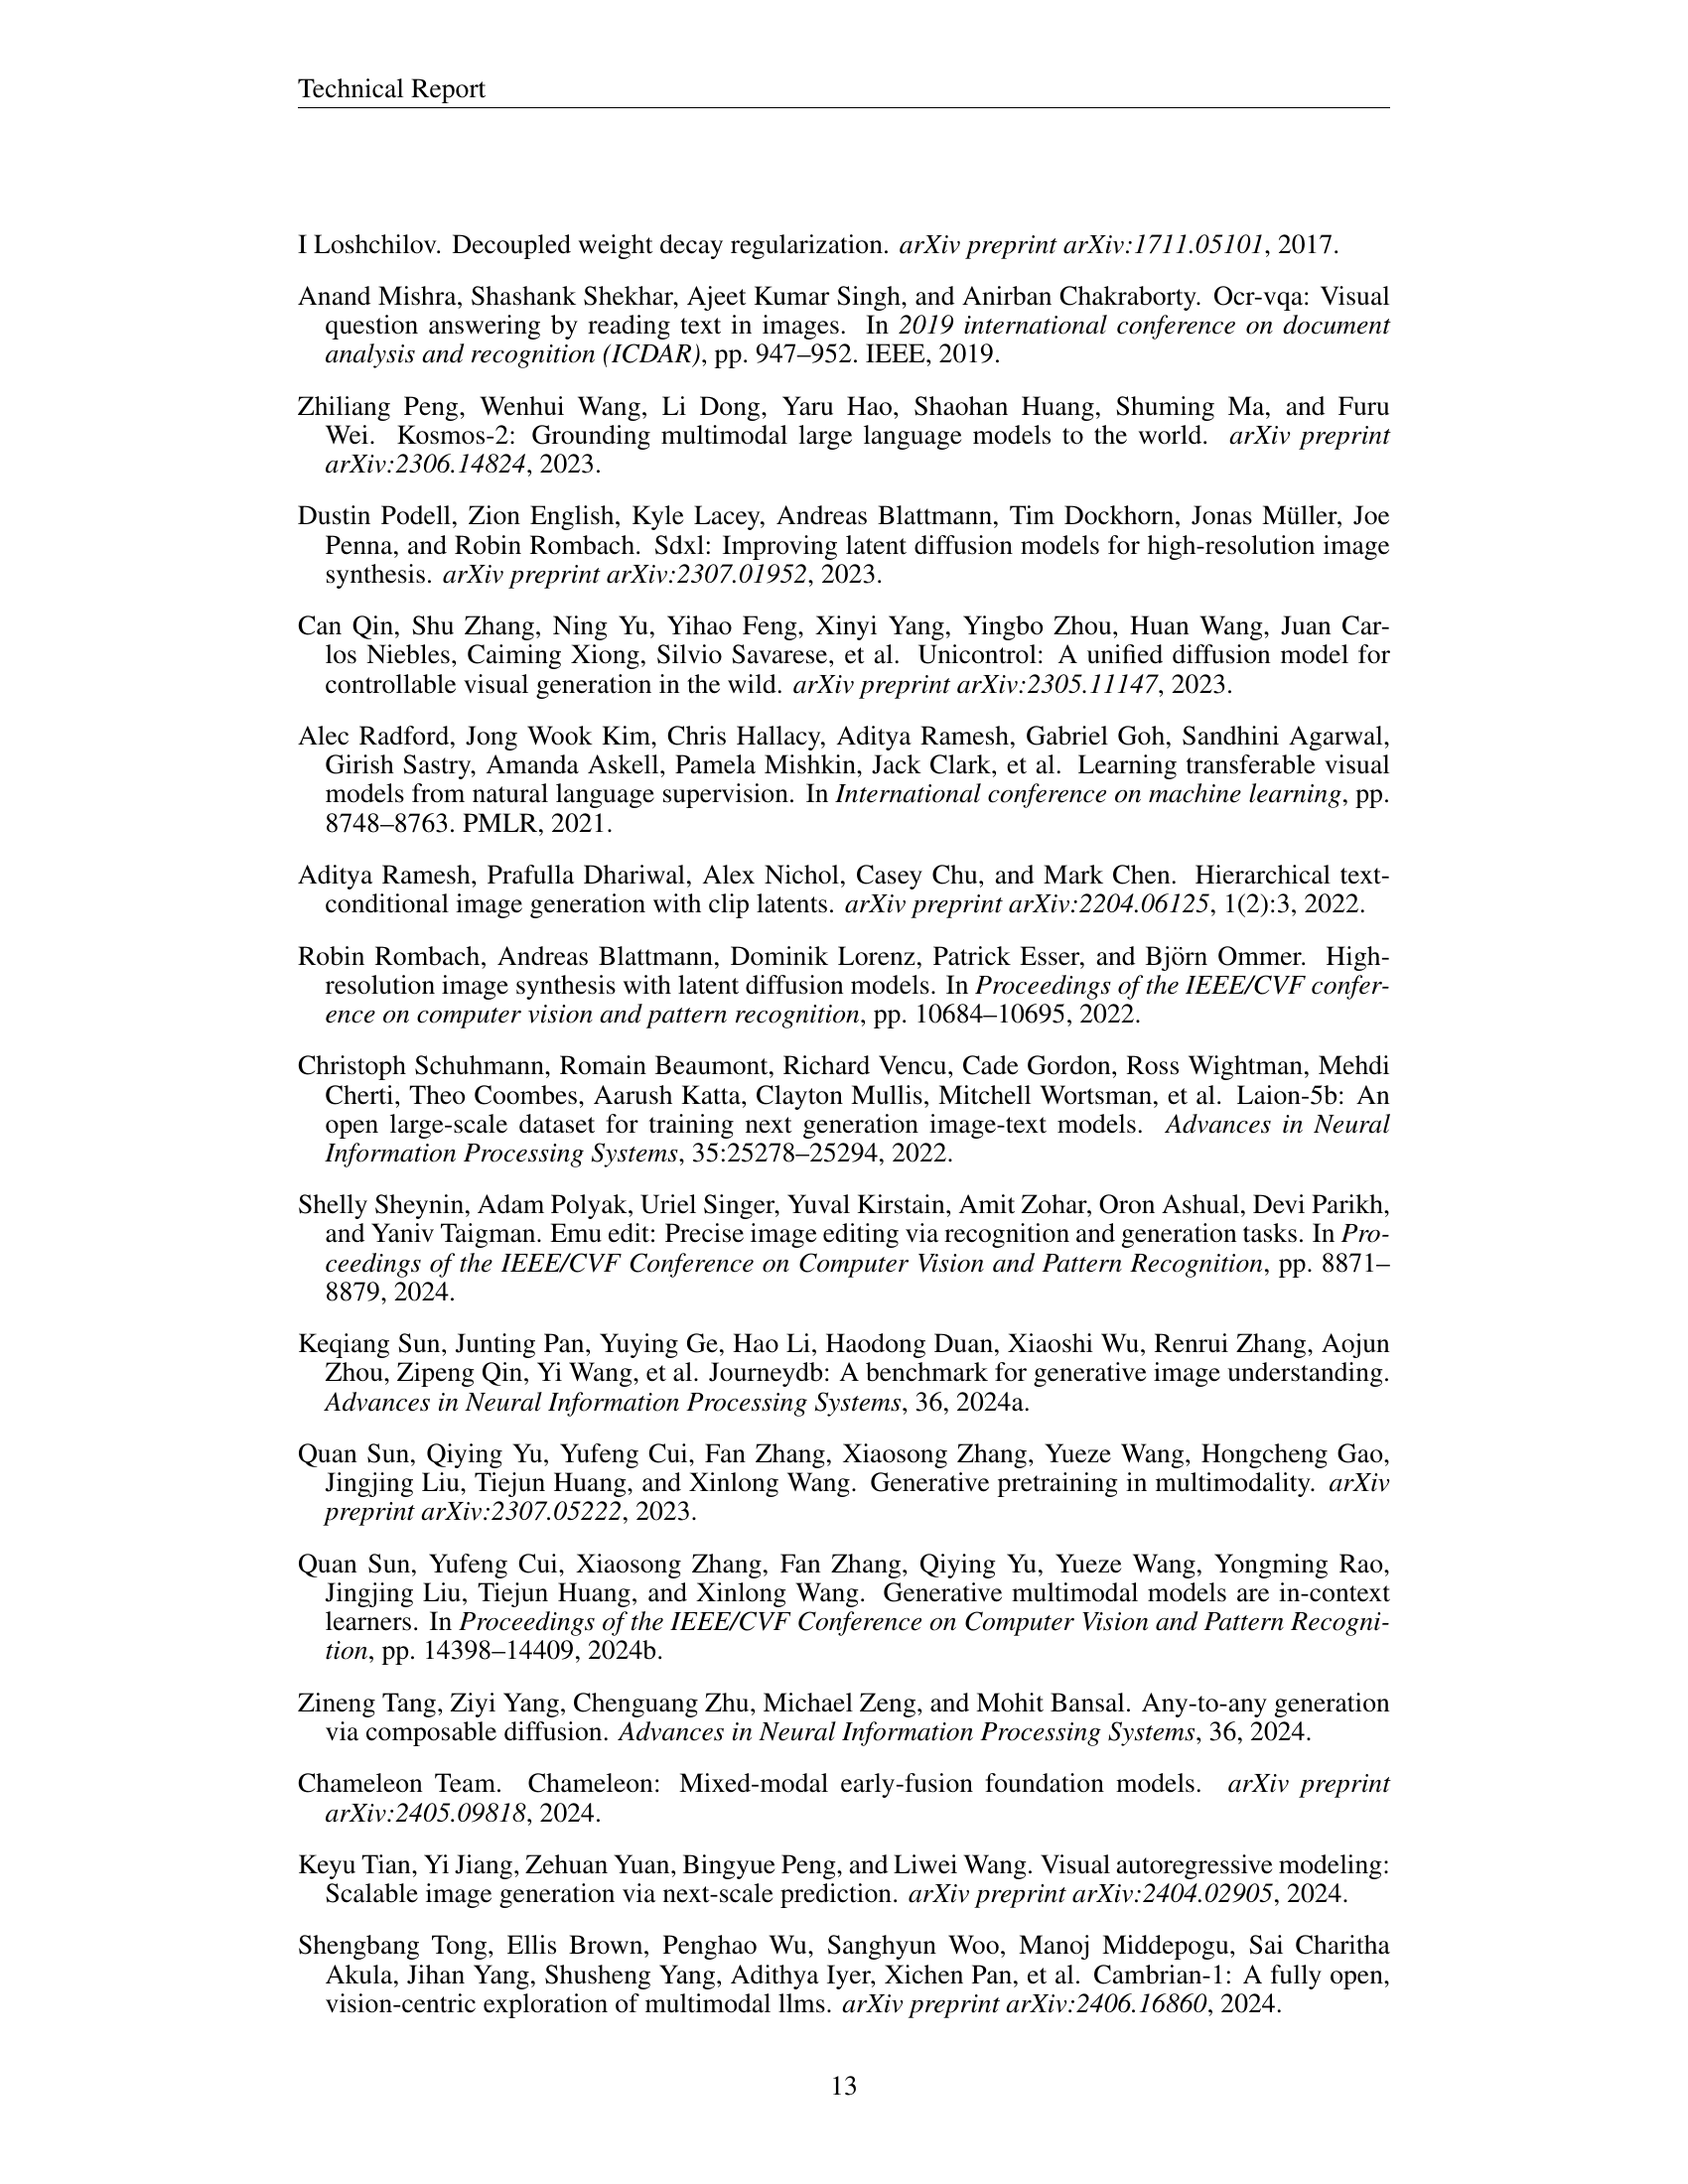 Technical Report
I Loshchilov. Decoupled weight decay regularization. arXiv preprint arXiv:1711.05101, 2017.
Anand Mishra, Shashank Shekhar, Ajeet Kumar Singh, and Anirban Chakraborty. Ocr-vqa: Visual
question answering by reading text in images. In 2019 international conference on document
analysis and recognition (ICDAR), pp. 947–952. IEEE, 2019.
Zhiliang Peng, Wenhui Wang, Li Dong, Yaru Hao, Shaohan Huang, Shuming Ma, and Furu
Wei. Kosmos-2: Grounding multimodal large language models to the world. arXiv preprint
arXiv:2306.14824, 2023.
Dustin Podell, Zion English, Kyle Lacey, Andreas Blattmann, Tim Dockhorn, Jonas Müller, Joe
Penna, and Robin Rombach. Sdxl: Improving latent diffusion models for high-resolution image
synthesis. arXiv preprint arXiv:2307.01952, 2023.
Can Qin, Shu Zhang, Ning Yu, Yihao Feng, Xinyi Yang, Yingbo Zhou, Huan Wang, Juan Car-
los Niebles, Caiming Xiong, Silvio Savarese, et al. Unicontrol: A unified diffusion model for
controllable visual generation in the wild. arXiv preprint arXiv:2305.11147, 2023.
Alec Radford, Jong Wook Kim, Chris Hallacy, Aditya Ramesh, Gabriel Goh, Sandhini Agarwal,
Girish Sastry, Amanda Askell, Pamela Mishkin, Jack Clark, et al. Learning transferable visual
models from natural language supervision. In International conference on machine learning, pp.
8748–8763. PMLR, 2021.
Aditya Ramesh, Prafulla Dhariwal, Alex Nichol, Casey Chu, and Mark Chen. Hierarchical text-
conditional image generation with clip latents. arXiv preprint arXiv:2204.06125, 1(2):3, 2022.
Robin Rombach, Andreas Blattmann, Dominik Lorenz, Patrick Esser, and Björn Ommer. High-
resolution image synthesis with latent diffusion models. In Proceedings of the IEEE/CVF confer-
ence on computer vision and pattern recognition, pp. 10684–10695, 2022.
Christoph Schuhmann, Romain Beaumont, Richard Vencu, Cade Gordon, Ross Wightman, Mehdi
Cherti, Theo Coombes, Aarush Katta, Clayton Mullis, Mitchell Wortsman, et al. Laion-5b: An
open large-scale dataset for training next generation image-text models. Advances in Neural
Information Processing Systems, 35:25278–25294, 2022.
Shelly Sheynin, Adam Polyak, Uriel Singer, Yuval Kirstain, Amit Zohar, Oron Ashual, Devi Parikh,
and Yaniv Taigman. Emu edit: Precise image editing via recognition and generation tasks. In Pro-
ceedings of the IEEE/CVF Conference on Computer Vision and Pattern Recognition, pp. 8871–
8879, 2024.
Keqiang Sun, Junting Pan, Yuying Ge, Hao Li, Haodong Duan, Xiaoshi Wu, Renrui Zhang, Aojun
Zhou, Zipeng Qin, Yi Wang, et al. Journeydb: A benchmark for generative image understanding.
Advances in Neural Information Processing Systems, 36, 2024a.
Quan Sun, Qiying Yu, Yufeng Cui, Fan Zhang, Xiaosong Zhang, Yueze Wang, Hongcheng Gao,
Jingjing Liu, Tiejun Huang, and Xinlong Wang. Generative pretraining in multimodality. arXiv
preprint arXiv:2307.05222, 2023.
Quan Sun, Yufeng Cui, Xiaosong Zhang, Fan Zhang, Qiying Yu, Yueze Wang, Yongming Rao,
Jingjing Liu, Tiejun Huang, and Xinlong Wang. Generative multimodal models are in-context
learners. In Proceedings of the IEEE/CVF Conference on Computer Vision and Pattern Recogni-
tion, pp. 14398–14409, 2024b.
Zineng Tang, Ziyi Yang, Chenguang Zhu, Michael Zeng, and Mohit Bansal. Any-to-any generation
via composable diffusion. Advances in Neural Information Processing Systems, 36, 2024.
Chameleon Team. Chameleon: Mixed-modal early-fusion foundation models. arXiv preprint
arXiv:2405.09818, 2024.
Keyu Tian, Yi Jiang, Zehuan Yuan, Bingyue Peng, and Liwei Wang. Visual autoregressive modeling:
Scalable image generation via next-scale prediction. arXiv preprint arXiv:2404.02905, 2024.
Shengbang Tong, Ellis Brown, Penghao Wu, Sanghyun Woo, Manoj Middepogu, Sai Charitha
Akula, Jihan Yang, Shusheng Yang, Adithya Iyer, Xichen Pan, et al. Cambrian-1: A fully open,
vision-centric exploration of multimodal llms. arXiv preprint arXiv:2406.16860, 2024.
13